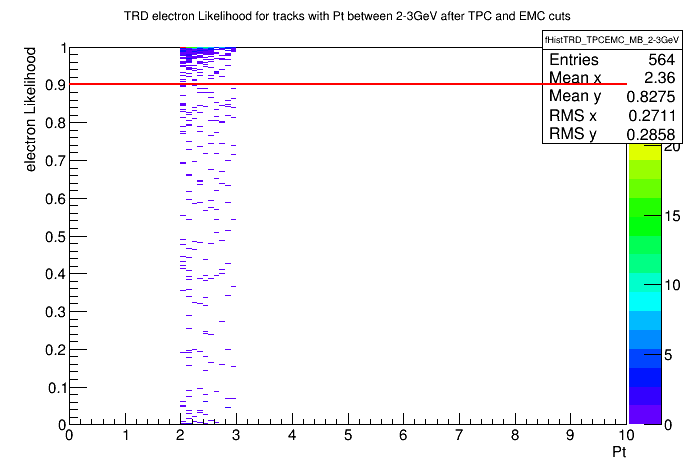 TRD electron Likelihood for tracks with Pt between 2-3GeV after TPC and EMC cuts
fHistTRD_TPCEMC_MB_2-3GeV
Entries 564
Mean x 2.36
Mean y 0.8275
RMS x 0.2711
RMS y 0.2858
electron Likelihood
1
0.9
0.8
0.7
0.6
0.5
0.4
0.3
0.2
0.1
0
0 1 2 3 4 5 6 7 8 9 10
Pt
20
15
10
5
0